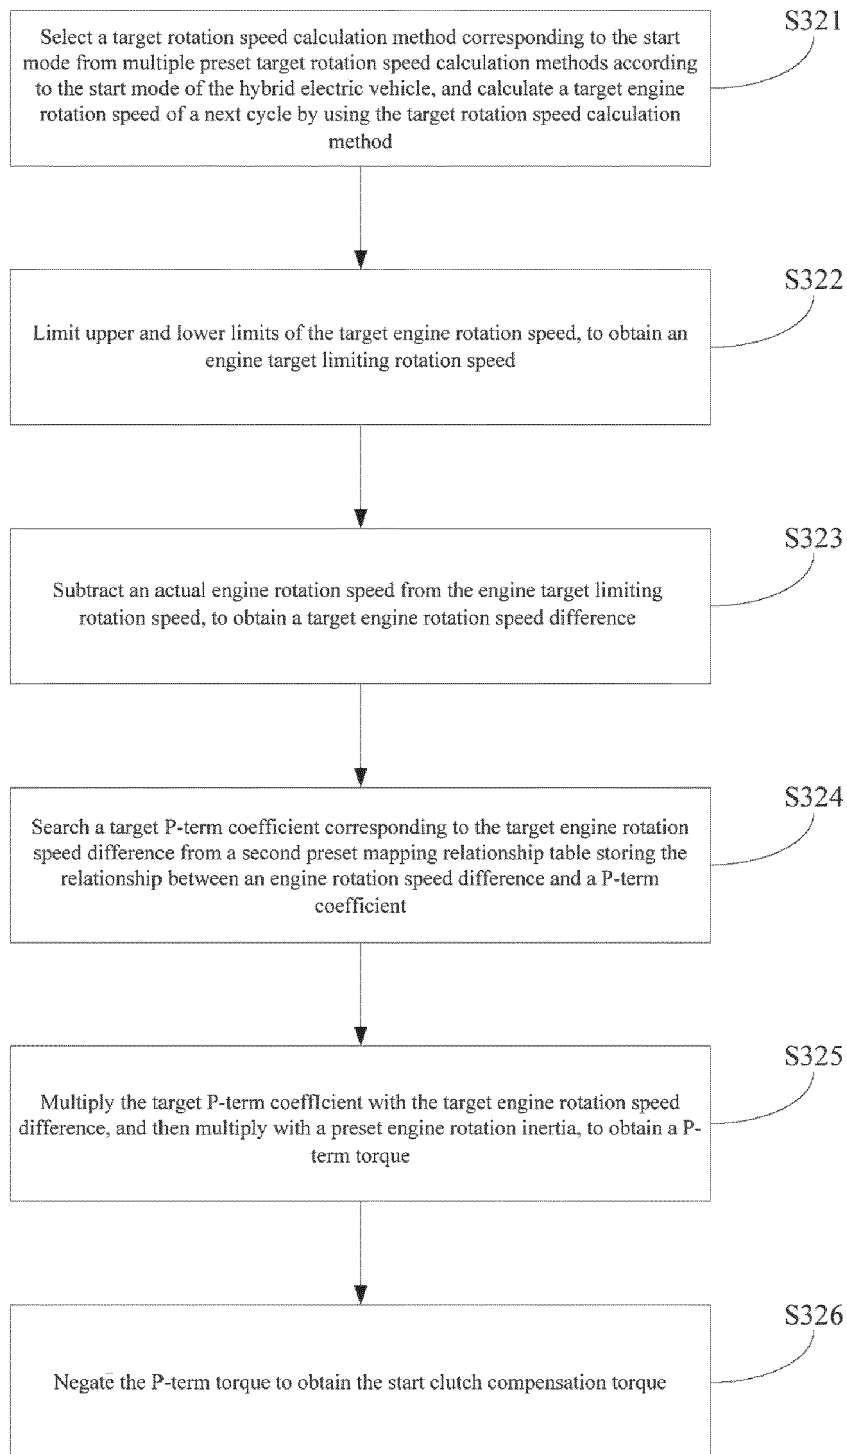 S321
Select a target rotation speed calculation method corresponding to the start
mode from multiple preset target rotation speed calculation methods according
to the start mode of the hybrid electric vehicle, and calculate a target engine
rotation speed of a next cycle by using the target rotation speed calculation
method
S322
Limit upper and lower limits of the target engine rotation speed, to obtain an
engine target limiting rotation speed
S323
Subtract an actual engine rotation speed from the engine target limiting
rotation speed, to obtain a target engine rotation speed difference
S324
Search a target P-term coefficient corresponding to the target engine rotation
speed difference from a second preset mapping relationship table storing the
relationship between an engine rotation speed difference and a P-term
coefficient
S325
Multiply the target P-term coefficient with the target engine rotation speed
difference, and then multiply with a preset engine rotation inertia, to obtain a P-
term torque
S326
Negate the P-term torque to obtain the start clutch compensation torque